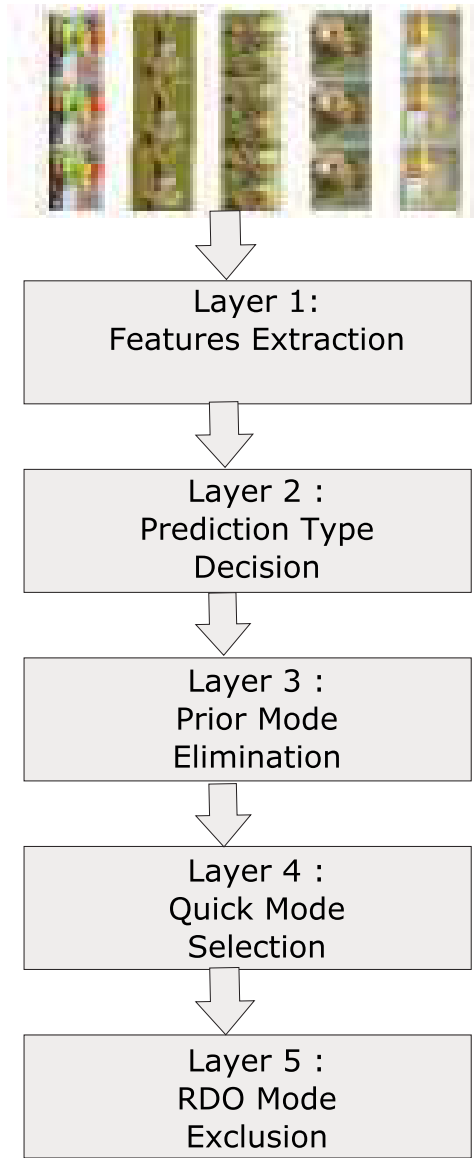 Layer 1:
Features Extraction
Layer 2 :
Prediction Type
Decision
Layer 3 :
Prior Mode
Elimination
Layer 4 :
Quick Mode
Selection
Layer 5 :
RDO Mode
Exclusion